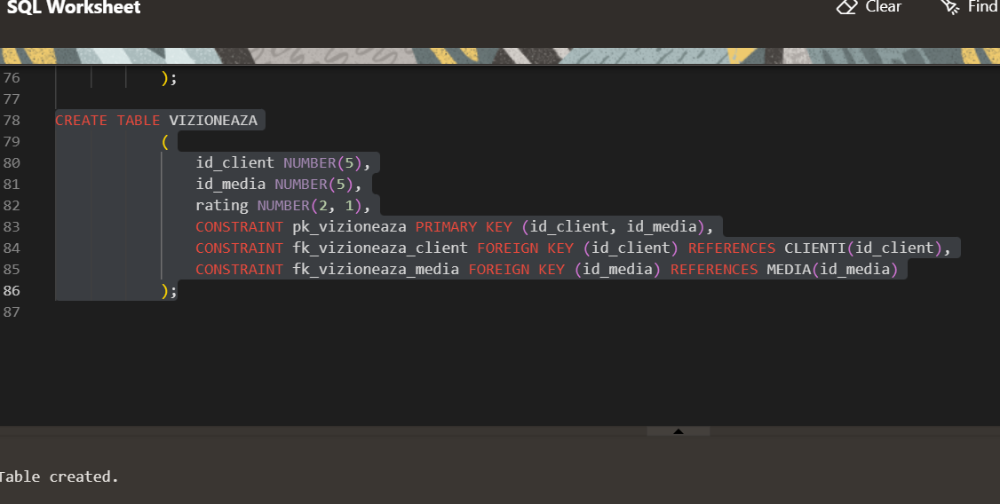 SQL Worksheet
Clear
Find
76 );
77
78 CREATE TABLE VIZIONEAZA
79 (
80 id_client NUMBER(5),
81 id_media NUMBER(5),
82 rating NUMBER(2, 1),
83 CONSTRAINT pk_vizioneaza PRIMARY KEY (id_client, id_media),
84 CONSTRAINT fk_vizioneaza_client FOREIGN KEY (id_client) REFERENCES CLIENTI(id_client),
85 CONSTRAINT fk_vizioneaza_media FOREIGN KEY (id_media) REFERENCES MEDIA(id_media)
86 );
87
Table created.